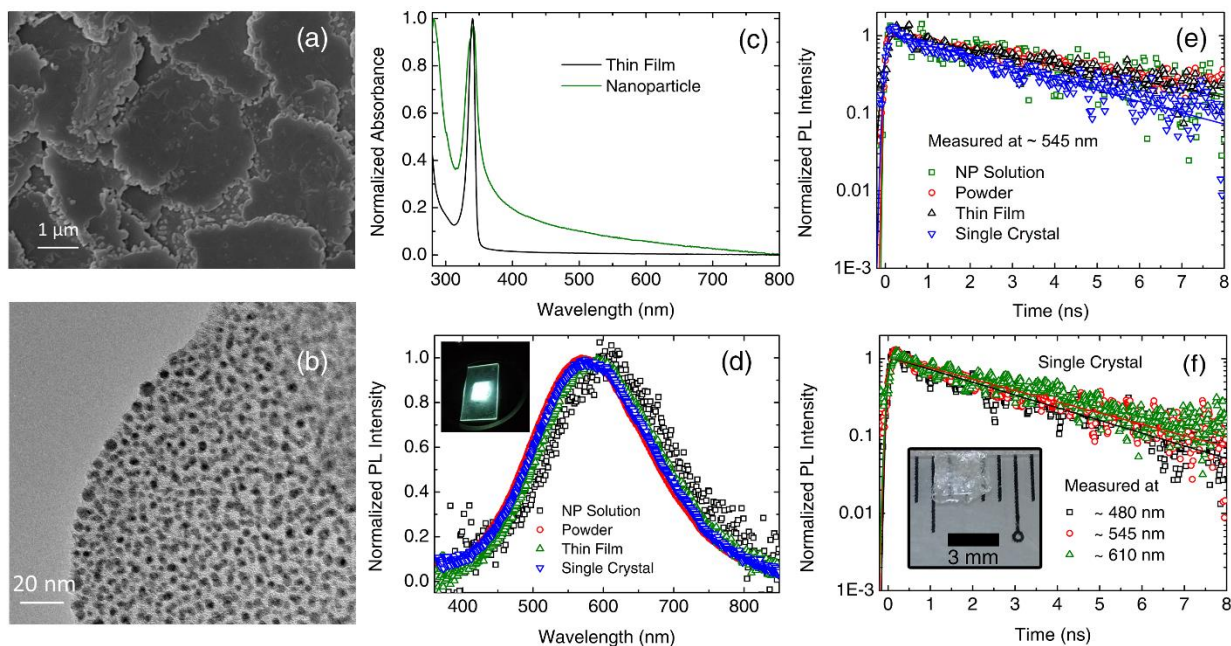 (a)
1 μm
(b)
20 nm
(c)
Thin Film
Nanoparticle
Normalized Absorbance
1.0
0.8
0.6
0.4
0.2
0.0
300 400 500 600 700 800
Wavelength (nm)
(d)
Normalized PL Intensity
1.0
0.8
0.6
0.4
0.2
0.0
NP Solution
Powder
Thin Film
Single Crystal
400 500 600 700 800
Wavelength (nm)
(e)
Normalized PL Intensity
1
0.1
0.01
1E-3
Measured at ~ 545 nm
NP Solution
Powder
Thin Film
Single Crystal
0 1 2 3 4 5 6 7 8
Time (ns)
(f)
Single Crystal
Normalized PL Intensity
1
0.1
0.01
1E-3
3 mm
Measured at
~ 480 nm
~ 545 nm
~ 610 nm
0 1 2 3 4 5 6 7 8
Time (ns)